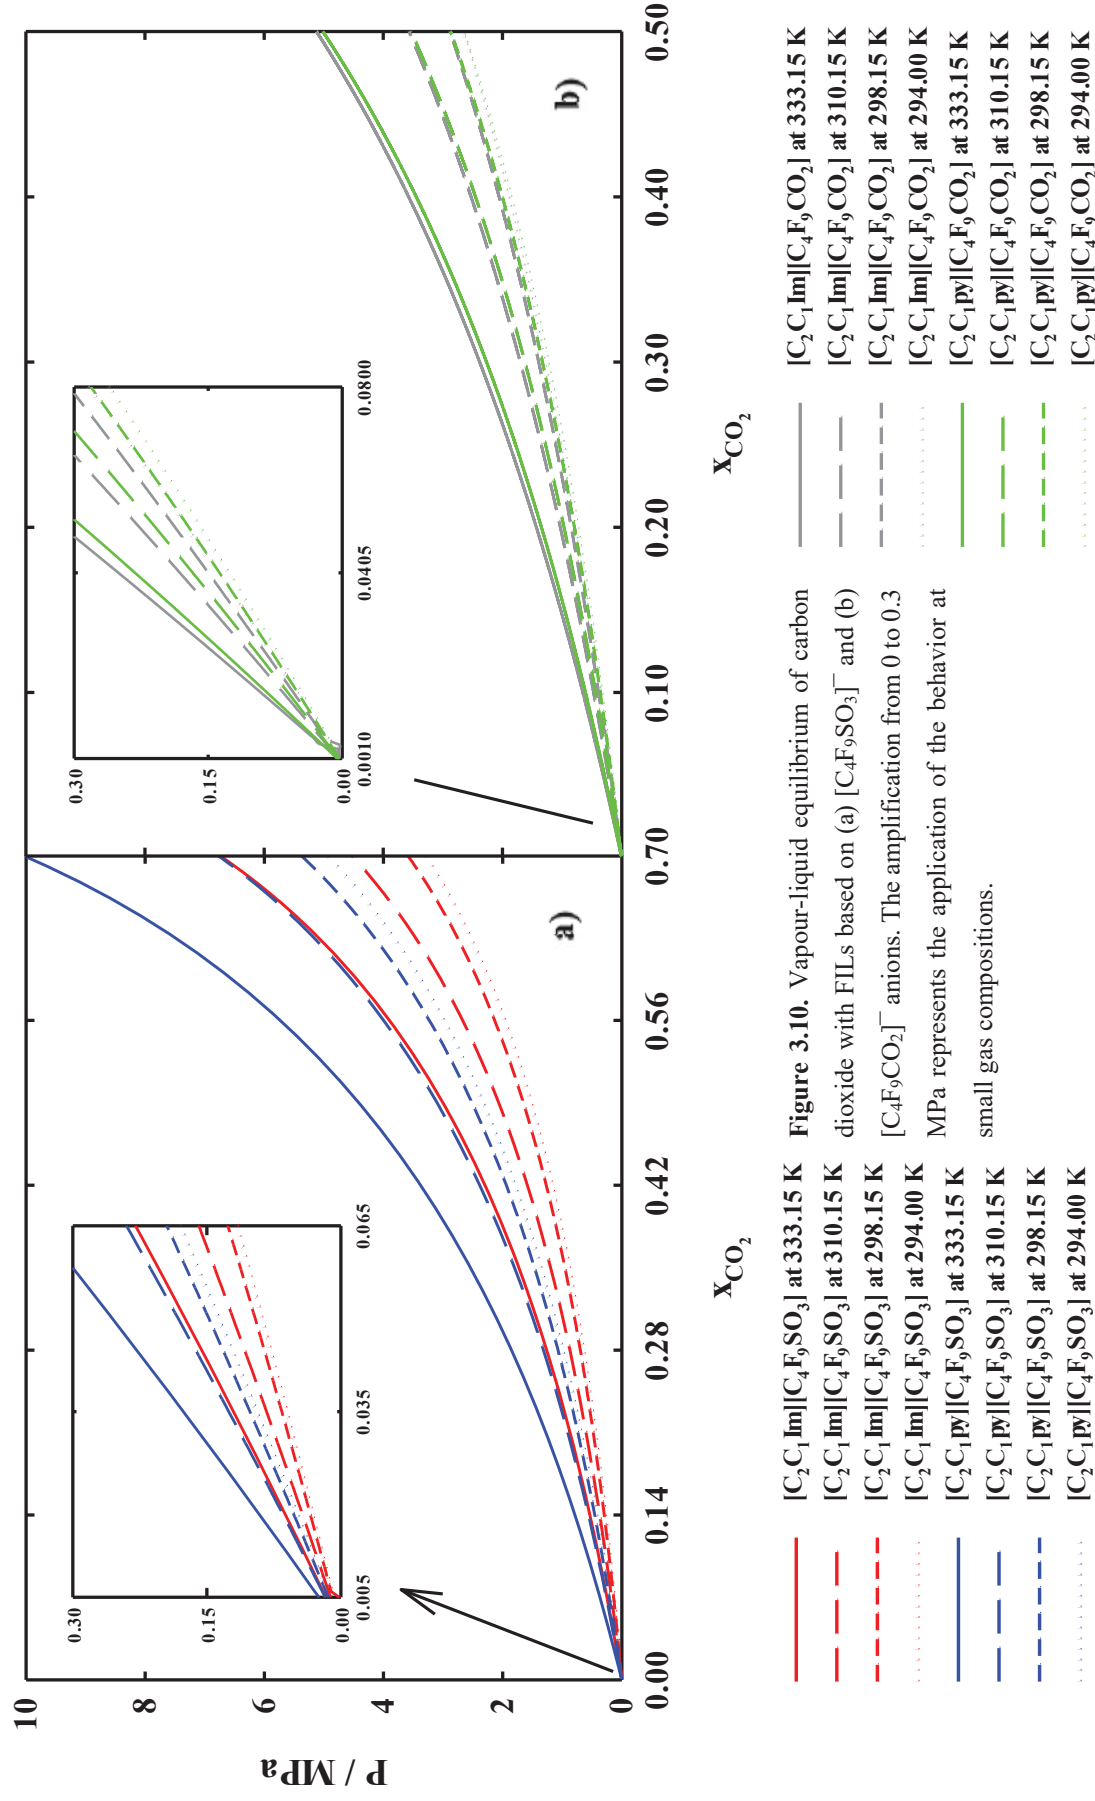 P / MPa
10
8
6
4
2
0
0.30
0.15
0.00
0.005
0.035
0.065
a)
0.00
0.14
0.28
0.42
0.56
0.70
X_CO₂
0.30
0.15
0.00
0.0010
0.0405
0.0800
b)
0.10
0.20
0.30
0.40
0.50
X_CO₂
[C₂C₁Im][C₄F₉SO₃] at 333.15 K
[C₂C₁Im][C₄F₉SO₃] at 310.15 K
[C₂C₁Im][C₄F₉SO₃] at 298.15 K
[C₂C₁Im][C₄F₉SO₃] at 294.00 K
[C₂C₁py][C₄F₉SO₃] at 333.15 K
[C₂C₁py][C₄F₉SO₃] at 310.15 K
[C₂C₁py][C₄F₉SO₃] at 298.15 K
[C₂C₁py][C₄F₉SO₃] at 294.00 K
Figure 3.10. Vapour-liquid equilibrium of carbon
dioxide with FILs based on (a) [C₄F₉SO₃]⁻ and (b)
[C₄F₉CO₂]⁻ anions. The amplification from 0 to 0.3
MPa represents the application of the behavior at
small gas compositions.
[C₂C₁Im][C₄F₉CO₂] at 333.15 K
[C₂C₁Im][C₄F₉CO₂] at 310.15 K
[C₂C₁Im][C₄F₉CO₂] at 298.15 K
[C₂C₁Im][C₄F₉CO₂] at 294.00 K
[C₂C₁py][C₄F₉CO₂] at 333.15 K
[C₂C₁py][C₄F₉CO₂] at 310.15 K
[C₂C₁py][C₄F₉CO₂] at 298.15 K
[C₂C₁py][C₄F₉CO₂] at 294.00 K